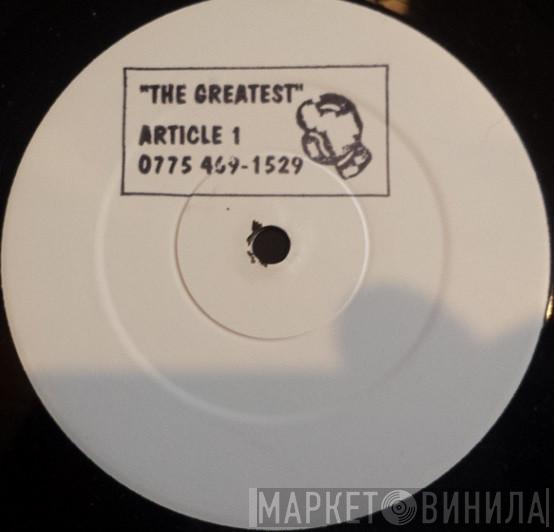 "THE GREATEST"
ARTICLE 1
0775 469-1529
МАРКЕТ ВИНИЛА